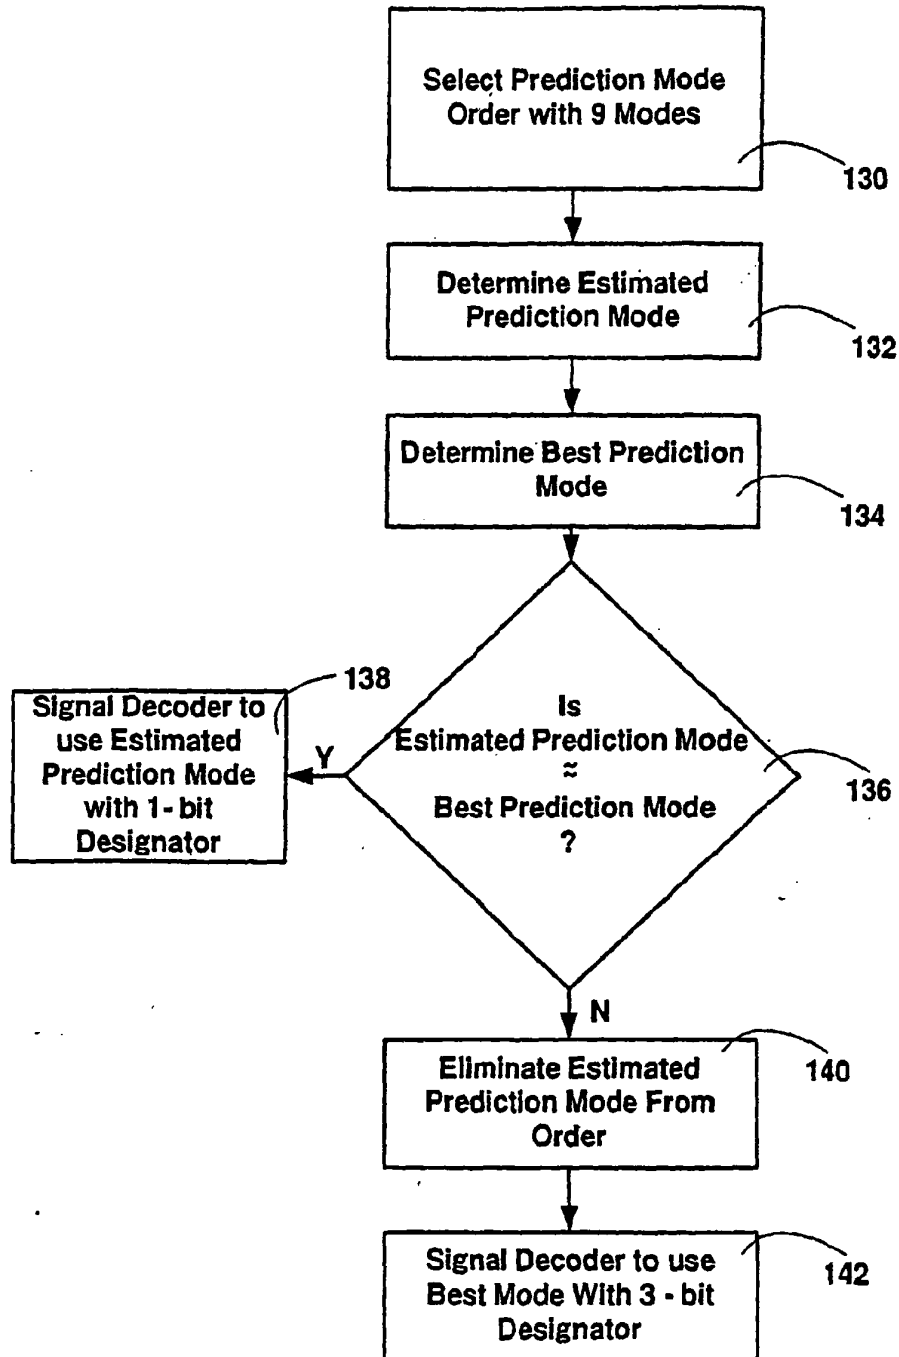 Select Prediction Mode
Order with 9 Modes
130
Determine Estimated
Prediction Mode
132
Determine Best Prediction
Mode
134
138
Signal Decoder to
use Estimated
Prediction Mode
with 1 - bit
Designator
Y
Is
Estimated Prediction Mode
≈
Best Prediction Mode
?
136
N
Eliminate Estimated
Prediction Mode From
Order
140
Signal Decoder to use
Best Mode With 3 - bit
Designator
142